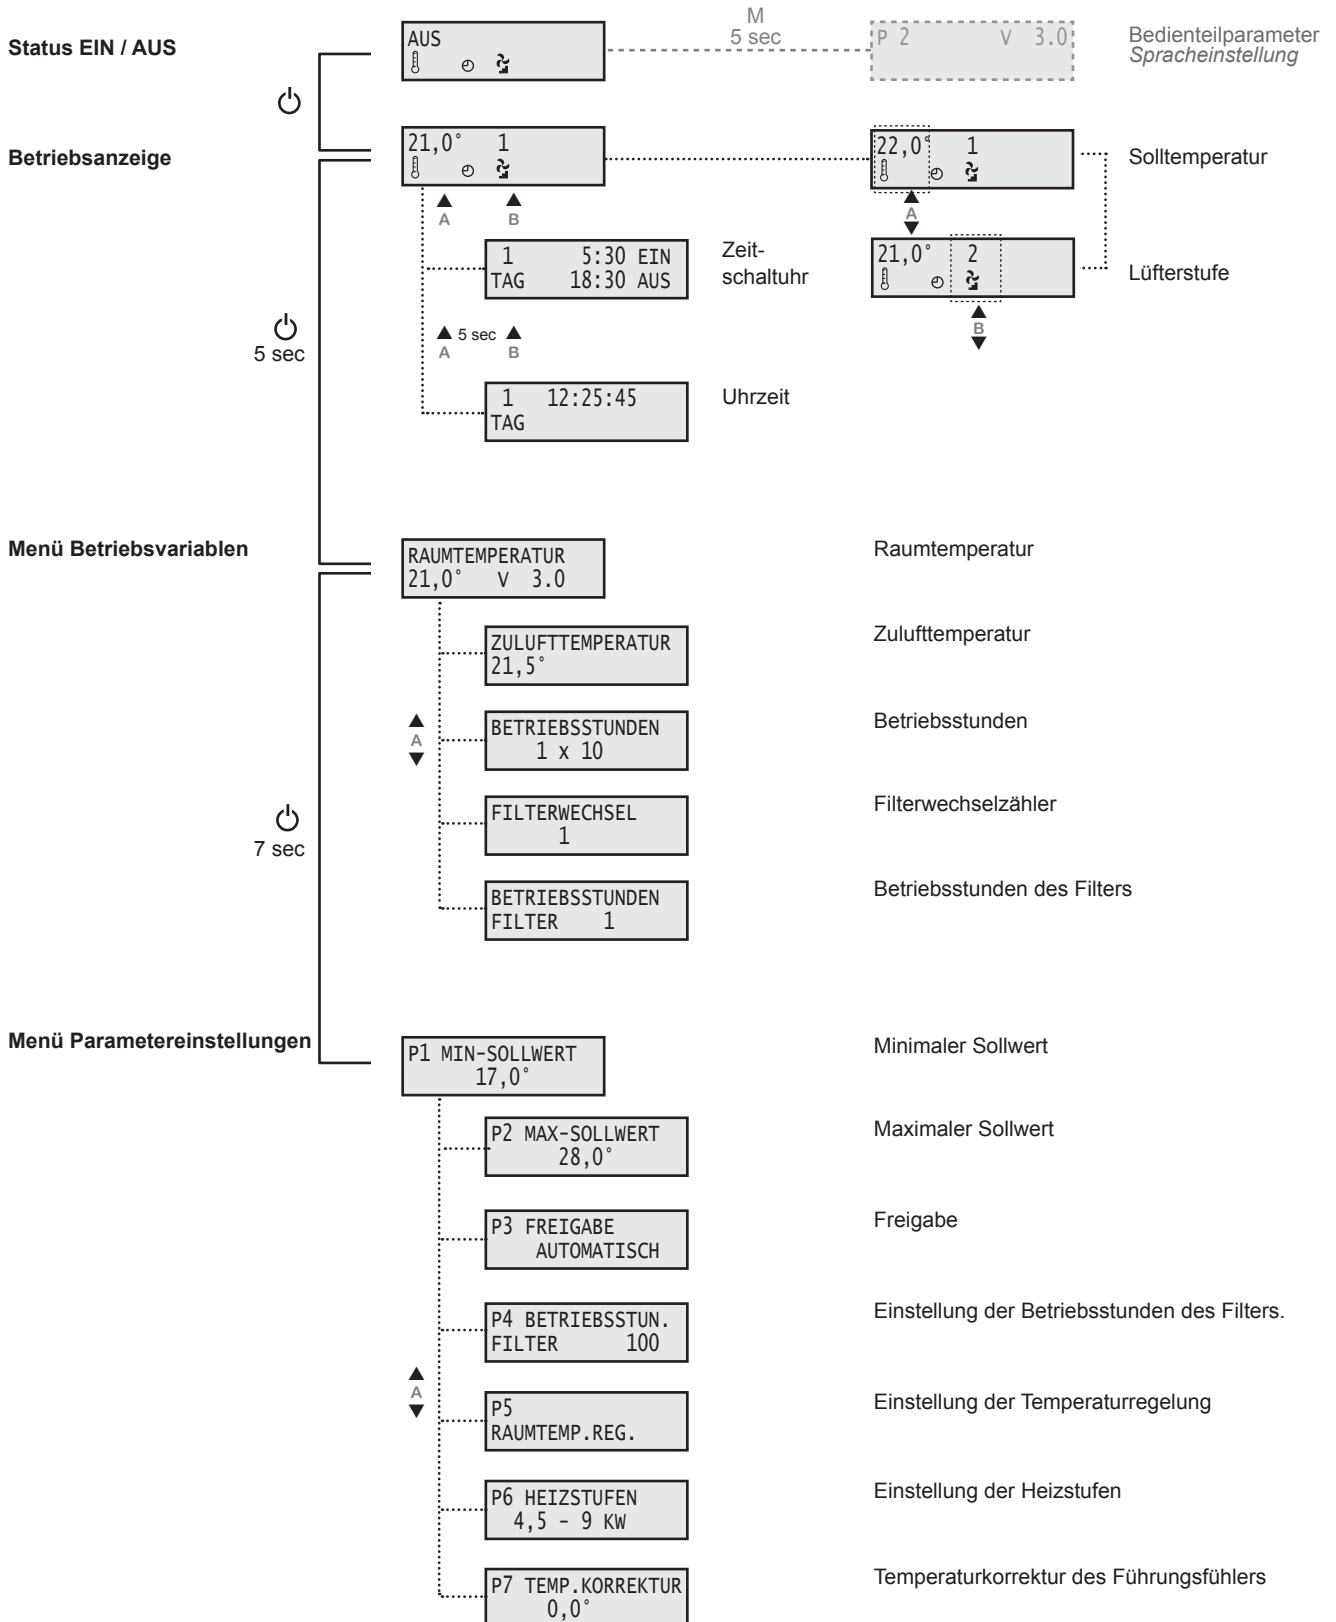 Status EIN / AUS
AUS
M
5 sec
P 2 V 3.0
Bedienteilparameter
Spracheinstellung
Betriebsanzeige
21,0° 1
22,0° 1
Solltemperatur
A B
A
1 5:30 EIN
TAG 18:30 AUS
Zeit-
schaltuhr
21,0° 2
Lüfterstufe
B
5 sec
5 sec
A B
1 12:25:45
TAG
Uhrzeit
Menü Betriebsvariablen
RAUMTEMPERATUR
21,0° V 3.0
Raumtemperatur
ZULUFTTEMPERATUR
21,5°
Zulufttemperatur
A
BETRIEBSSTUNDEN
1 x 10
Betriebsstunden
7 sec
FILTERWECHSEL
1
Filterwechselzähler
BETRIEBSSTUNDEN
FILTER 1
Betriebsstunden des Filters
Menü Parametereinstellungen
P1 MIN-SOLLWERT
17,0°
Minimaler Sollwert
P2 MAX-SOLLWERT
28,0°
Maximaler Sollwert
P3 FREIGABE
AUTOMATISCH
Freigabe
P4 BETRIEBSSTUN.
FILTER 100
Einstellung der Betriebsstunden des Filters.
A
P5
RAUMTEMP.REG.
Einstellung der Temperaturregelung
P6 HEIZSTUFEN
4,5 - 9 KW
Einstellung der Heizstufen
P7 TEMP.KORREKTUR
0,0°
Temperaturkorrektur des Führungsfühlers